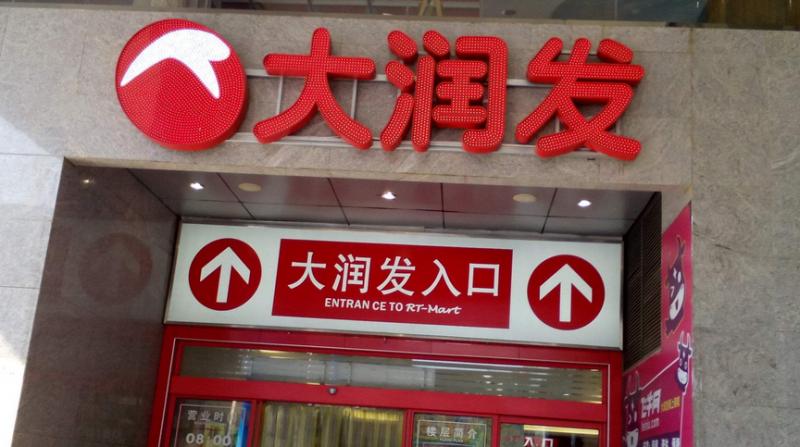 大润发
大润发入口
ENTRAN CE TO RT-Mart
营业时
08:00
楼层简介
入口